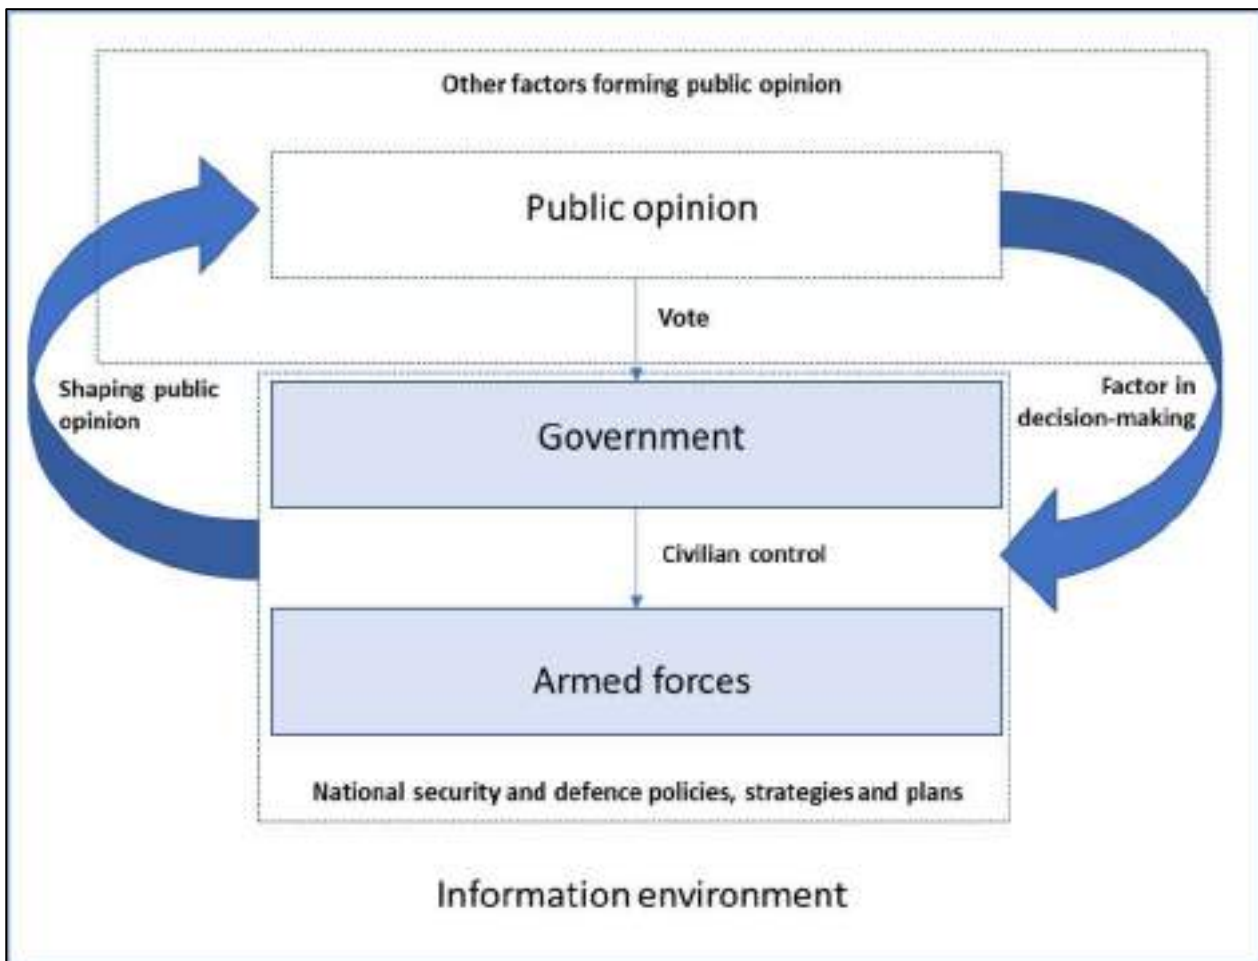 Other factors forming public opinion
Public opinion
Vote
Shaping public
opinion
Factor in
decision-making
Government
Civilian control
Armed forces
National security and defence policies, strategies and plans
Information environment